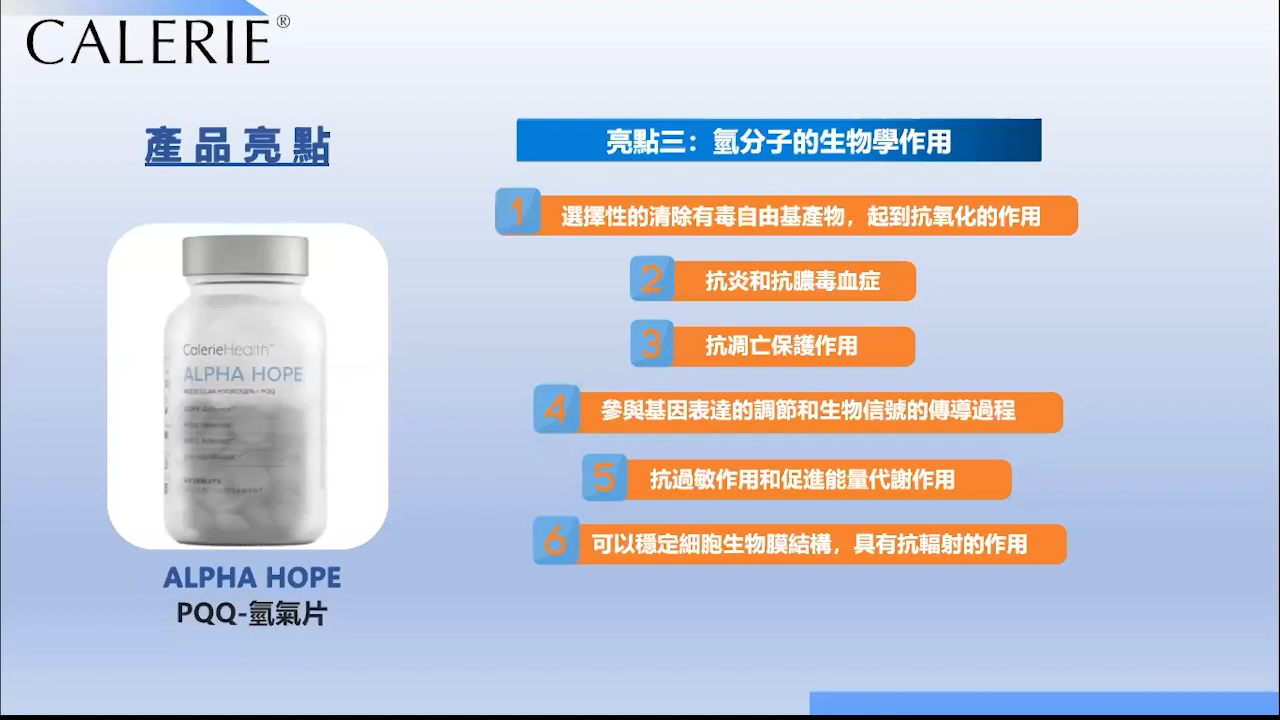 CALERIE®
產品亮點
亮點三：氫分子的生物學作用
1 選擇性的清除有毒自由基產物，起到抗氧化的作用
2 抗炎和抗膿毒血症
3 抗凋亡保護作用
4 參與基因表達的調節和生物信號的傳導過程
5 抗過敏作用和促進能量代謝作用
6 可以穩定細胞生物膜結構，具有抗輻射的作用
CalerieHealth™
ALPHA HOPE
MOLECULAR HYDROGEN + PQQ
ALPHA HOPE
PQQ-氫氣片